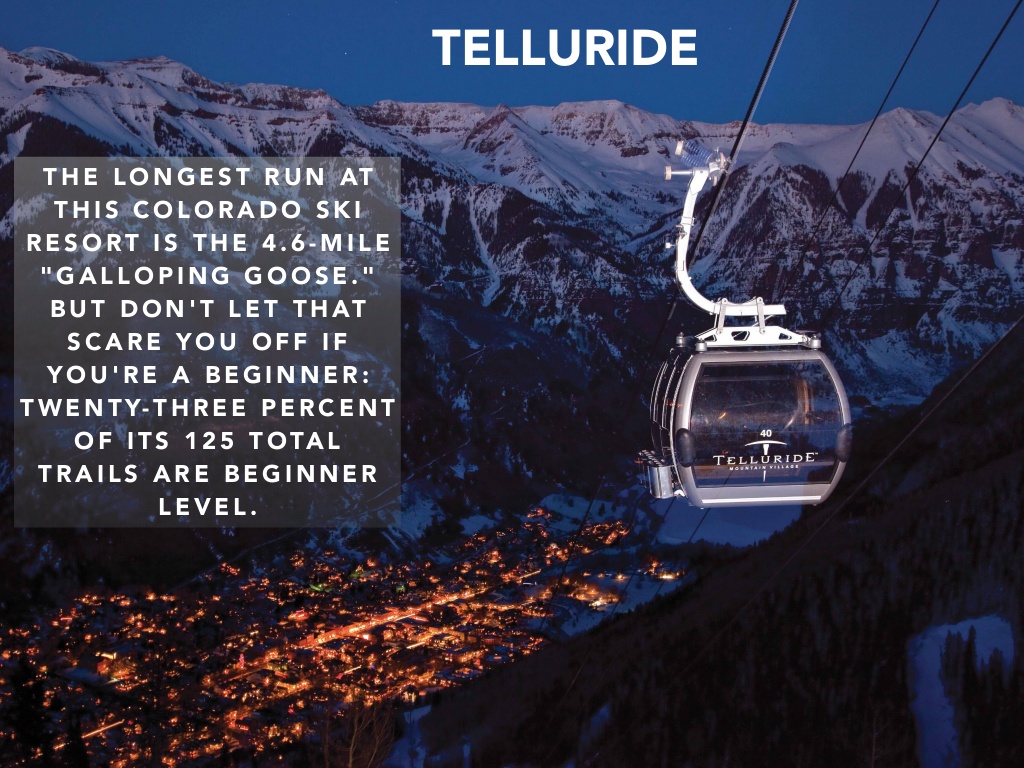 TELLURIDE
THE LONGEST RUN AT
THIS COLORADO SKI
RESORT IS THE 4.6-MILE
"GALLOPING GOOSE."
BUT DON'T LET THAT
SCARE YOU OFF IF
YOU'RE A BEGINNER:
TWENTY-THREE PERCENT
OF ITS 125 TOTAL
TRAILS ARE BEGINNER
LEVEL.
40
TELLURIDE
MOUNTAIN VILLAGE